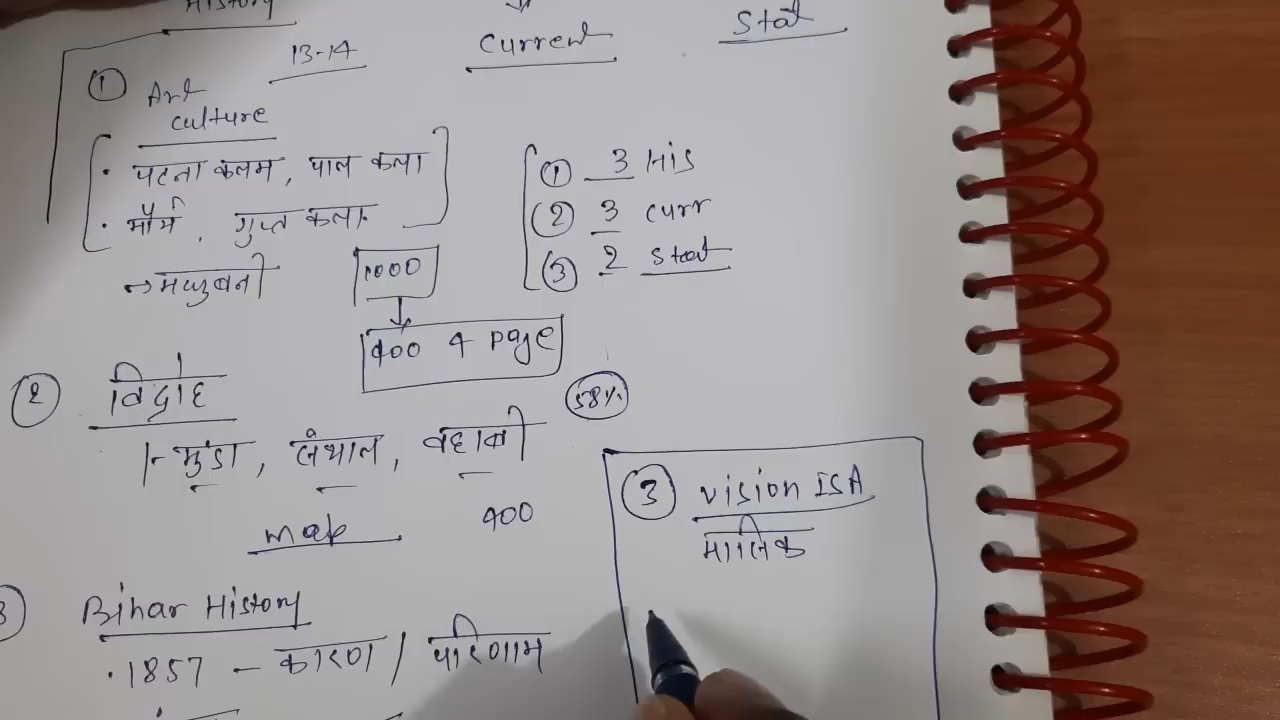 History
13-14
Current
Stat
① Art
culture
• पटना कलम, पाल कला
• मौर्य, गुप्त कला
→ मधुबनी
1000
400 4 page
① 3 His
② 3 curr
③ 2 Stat
② विद्रोह
|- मुंडा, संथाल, वहाबी
58%
map 400
③ Vision ISA
मासिक
3 Bihar History
• 1857 - कारण / परिणाम